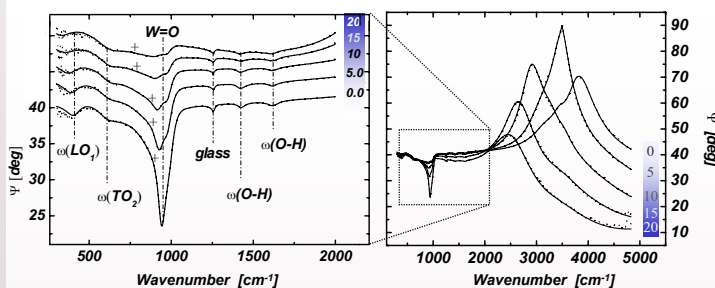 W=O
20
15
10
5.0
0.0
40
35
30
25
Ψ [deg]
ω(LO1)
ω(TO2)
glass
ω(O-H)
ω(O-H)
500 1000 1500 2000
Wavenumber [cm-1]
90
80
70
60
50
40
30
20
10
Ψ [deg]
0
5
10
15
20
1000 2000 3000 4000 5000
Wavenumber [cm-1]